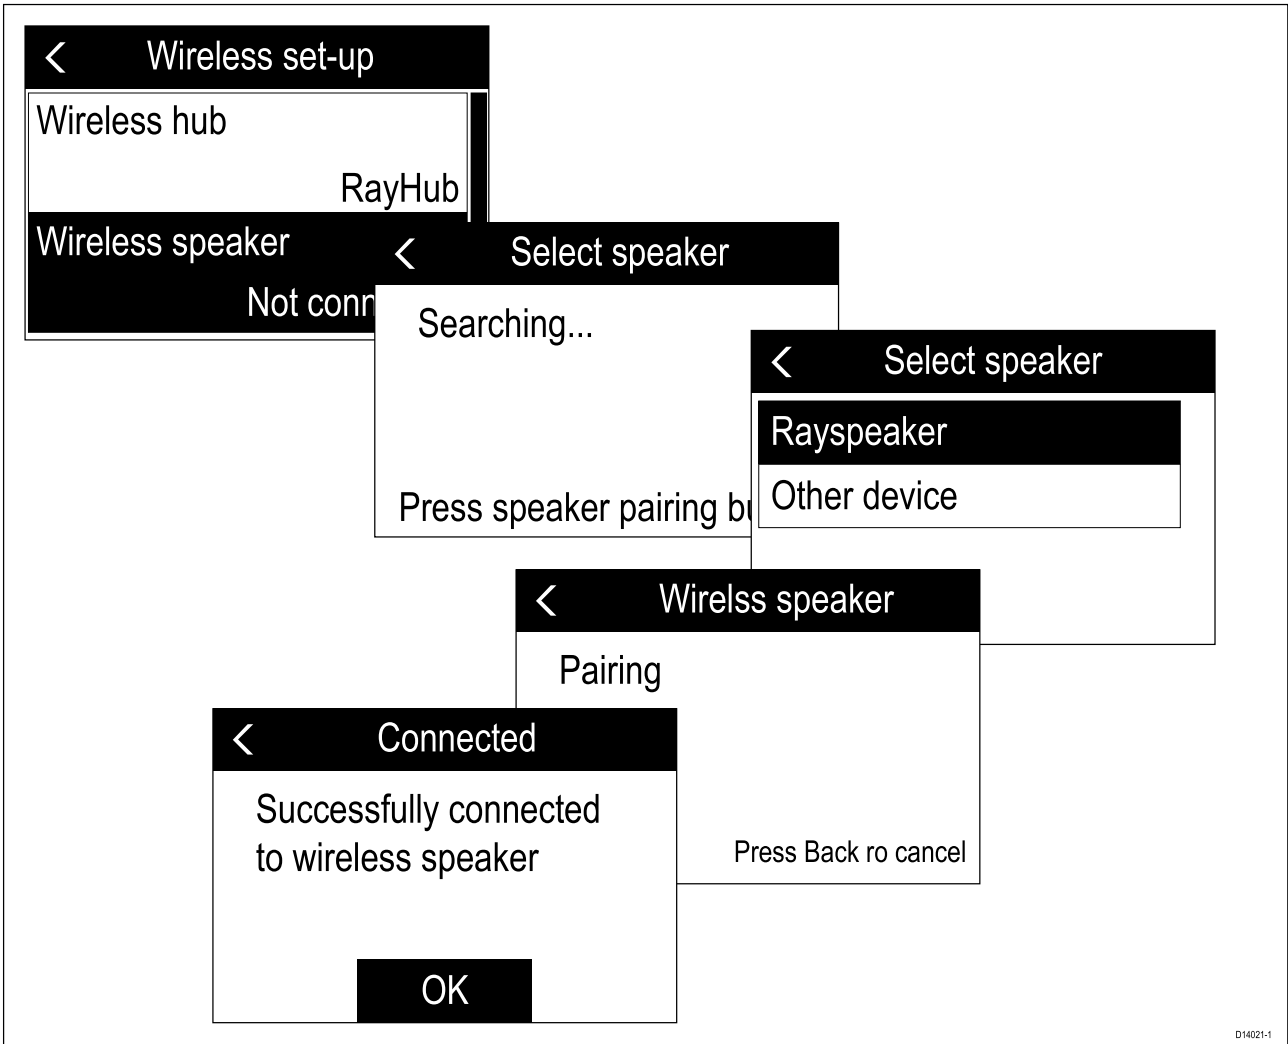 Wireless set-up
Wireless hub
RayHub
Wireless speaker
Not conn
Select speaker
Searching...
Press speaker pairing bu
Select speaker
Rayspeaker
Other device
Wirelss speaker
Pairing
Press Back ro cancel
Connected
Successfully connected
to wireless speaker
OK
D14021-1